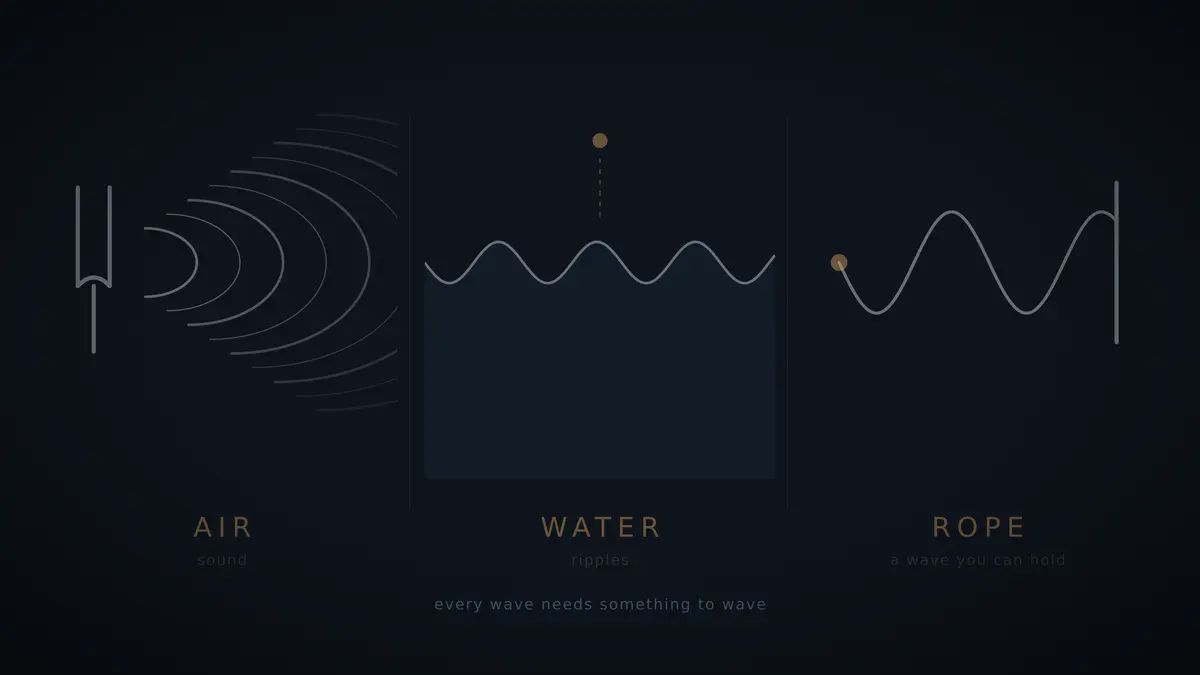 AIR
sound
WATER
ripples
ROPE
a wave you can hold
every wave needs something to wave